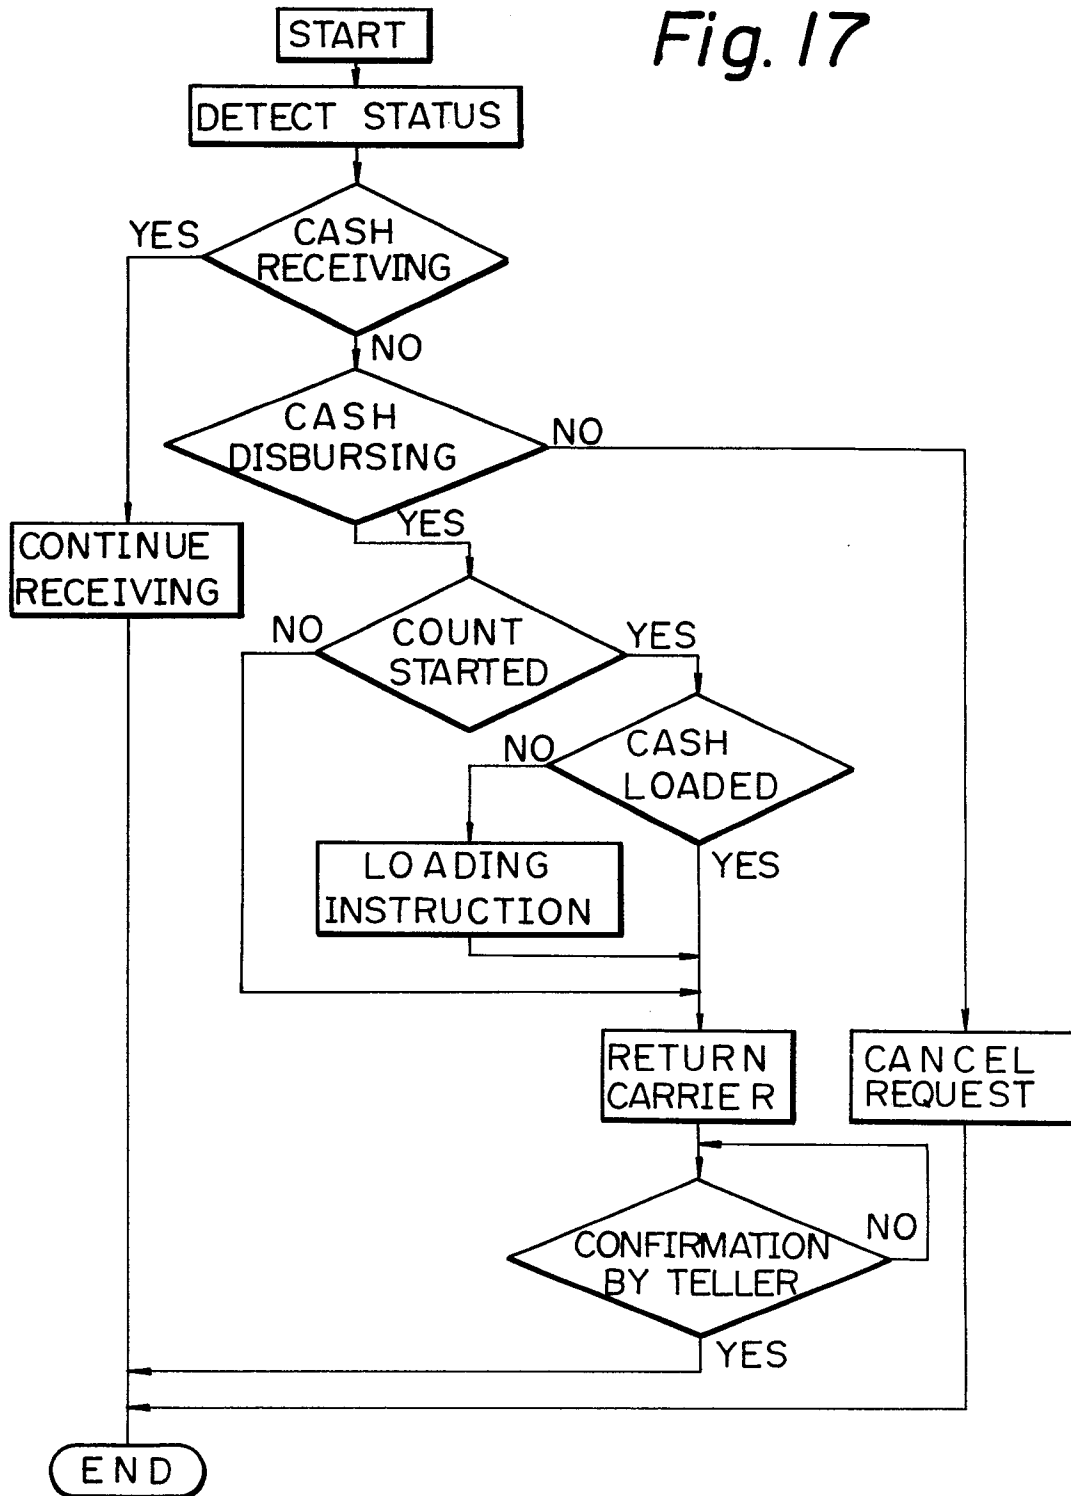 Fig. 17
START
DETECT STATUS
CASH
RECEIVING
YES
NO
CASH
DISBURSING
NO
YES
CONTINUE
RECEIVING
COUNT
STARTED
NO
YES
CASH
LOADED
NO
YES
LOADING
INSTRUCTION
RETURN
CARRIER
CANCEL
REQUEST
CONFIRMATION
BY TELLER
NO
YES
END